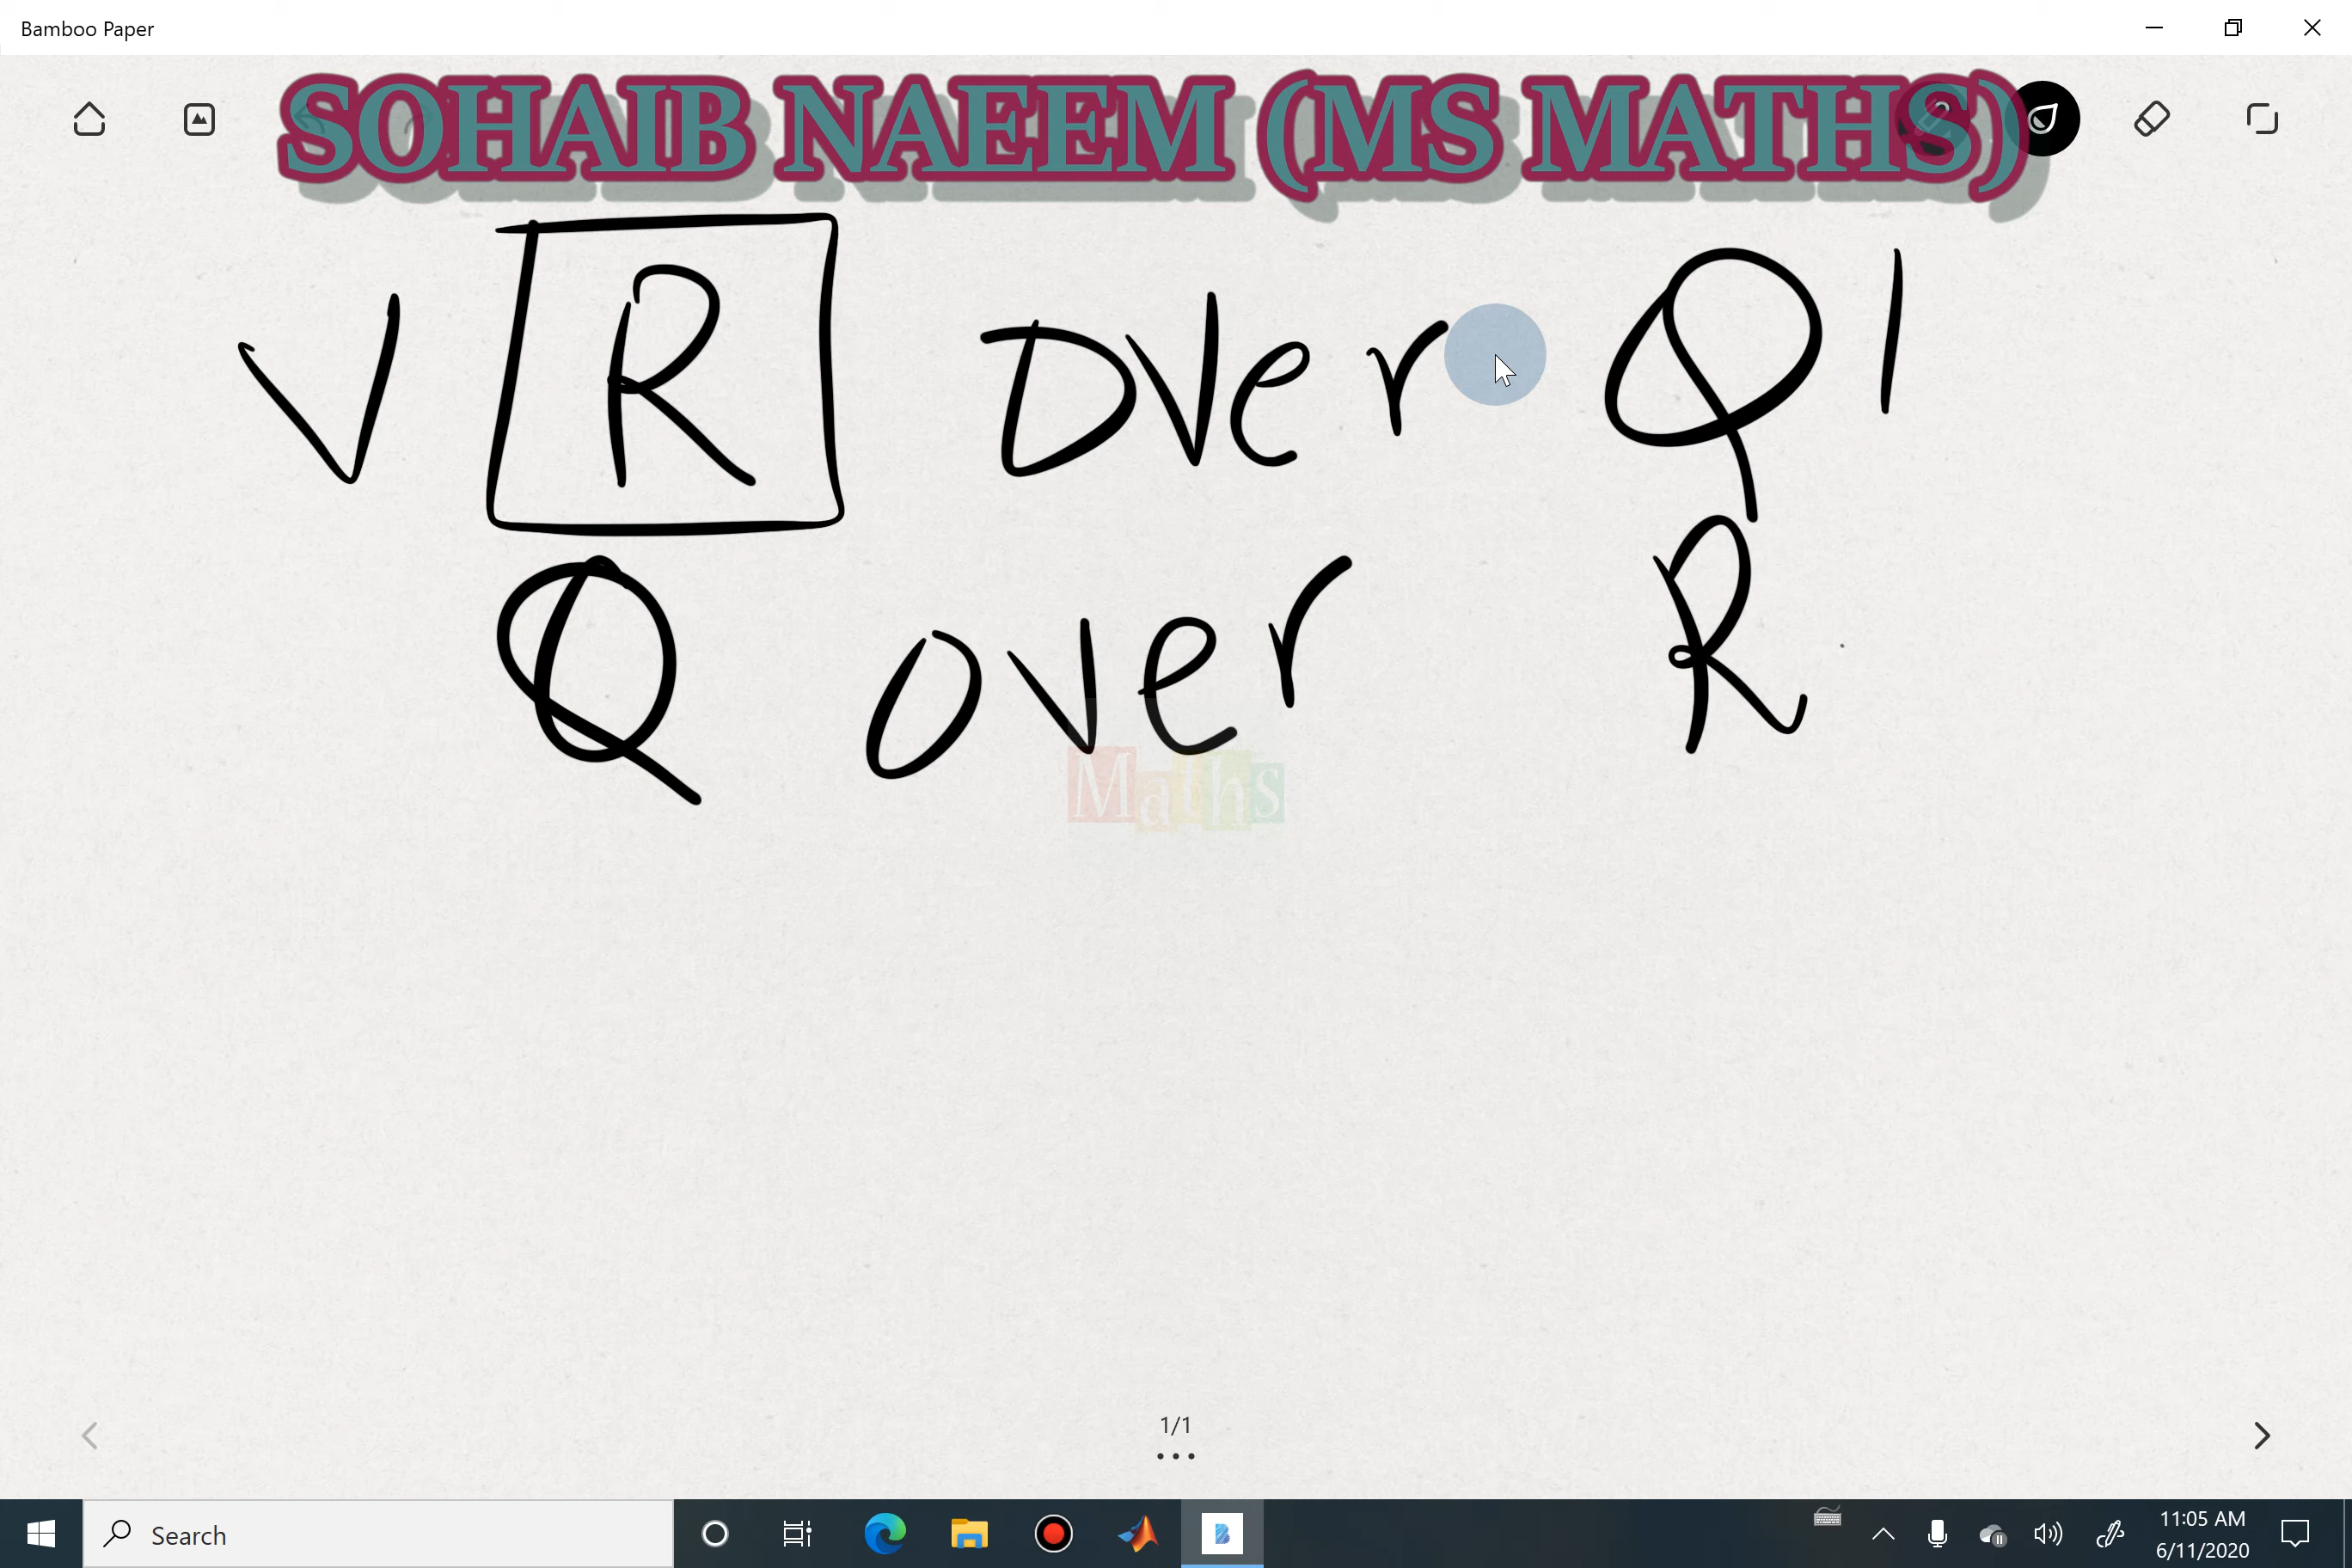 Bamboo Paper
SOHAIB NAEEM (MS MATHS)
V R Over Q'
Q over R
Maths
1/1
Search
11:05 AM
6/11/2020